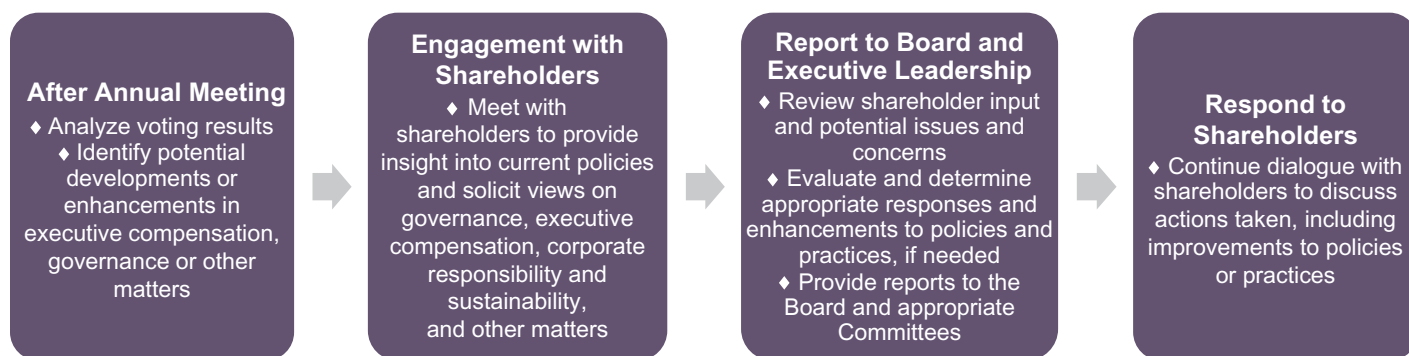 After Annual Meeting
♦ Analyze voting results
♦ Identify potential
developments or
enhancements in
executive compensation,
governance or other
matters
Engagement with
Shareholders
♦ Meet with
shareholders to provide
insight into current policies
and solicit views on
governance, executive
compensation, corporate
responsibility and
sustainability,
and other matters
Report to Board and
Executive Leadership
♦ Review shareholder input
and potential issues and
concerns
♦ Evaluate and determine
appropriate responses and
enhancements to policies and
practices, if needed
♦ Provide reports to the
Board and appropriate
Committees
Respond to
Shareholders
♦ Continue dialogue with
shareholders to discuss
actions taken, including
improvements to policies
or practices